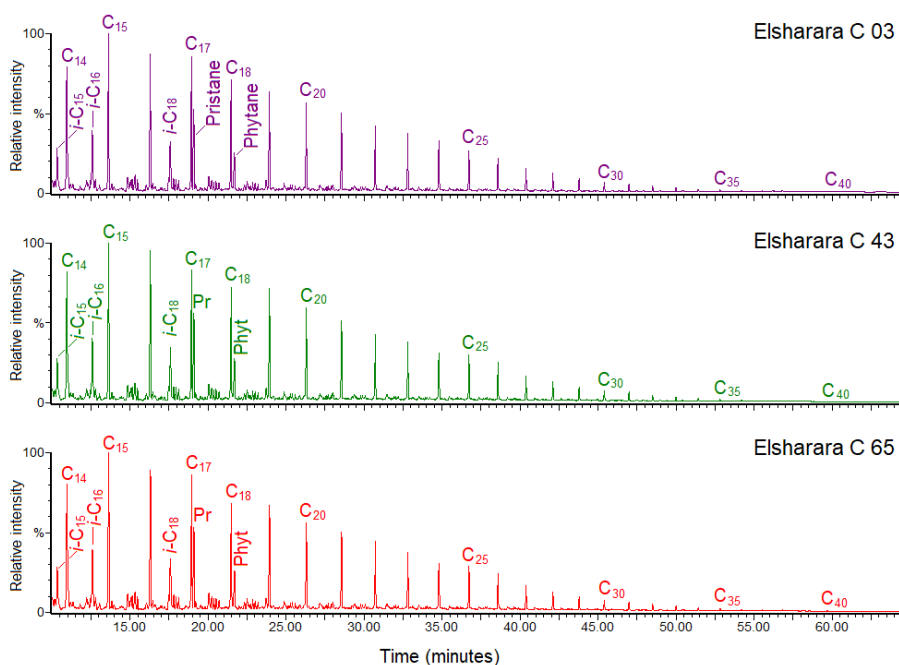 Elsharara C 03
Relative intensity
%
100
0
C14
i-C15
i-C16
C15
i-C18
C17
Pristane
C18
Phytane
C20
C25
C30
C35
C40
Elsharara C 43
Relative intensity
%
100
0
C14
i-C15
i-C16
C15
i-C18
C17
Pr
C18
Phyt
C20
C25
C30
C35
C40
Elsharara C 65
Relative intensity
%
100
0
C14
i-C15
i-C16
C15
i-C18
C17
Pr
C18
Phyt
C20
C25
C30
C35
C40
15.00 20.00 25.00 30.00 35.00 40.00 45.00 50.00 55.00 60.00
Time (minutes)